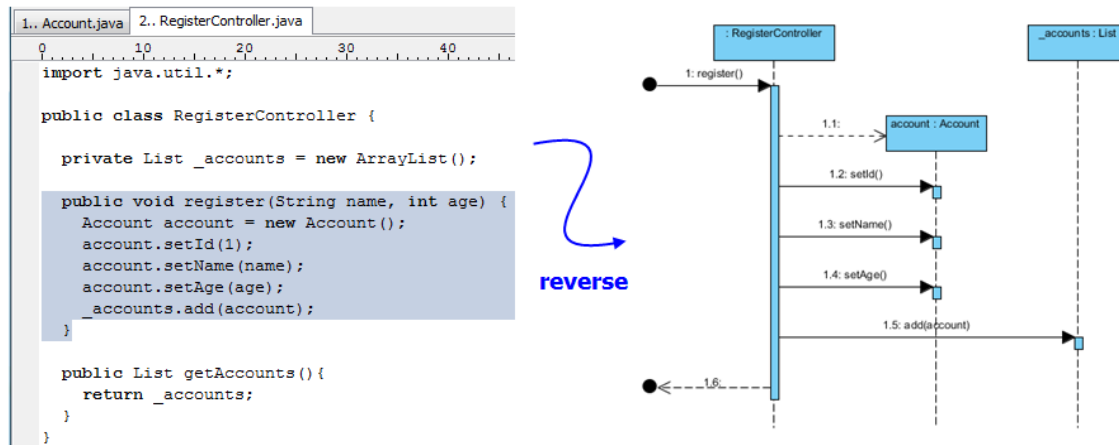 1.. Account.java 2.. RegisterController.java
0 10 20 30 40
import java.util.*;
public class RegisterController {
private List _accounts = new ArrayList();
public void register(String name, int age) {
Account account = new Account();
account.setId(1);
account.setName(name);
account.setAge(age);
_accounts.add(account);
}
public List getAccounts(){
return _accounts;
}
}
reverse
: RegisterController
_accounts : List
1: register()
1.1:
account : Account
1.2: setId()
1.3: setName()
1.4: setAge()
1.5: add(account)
1.6: